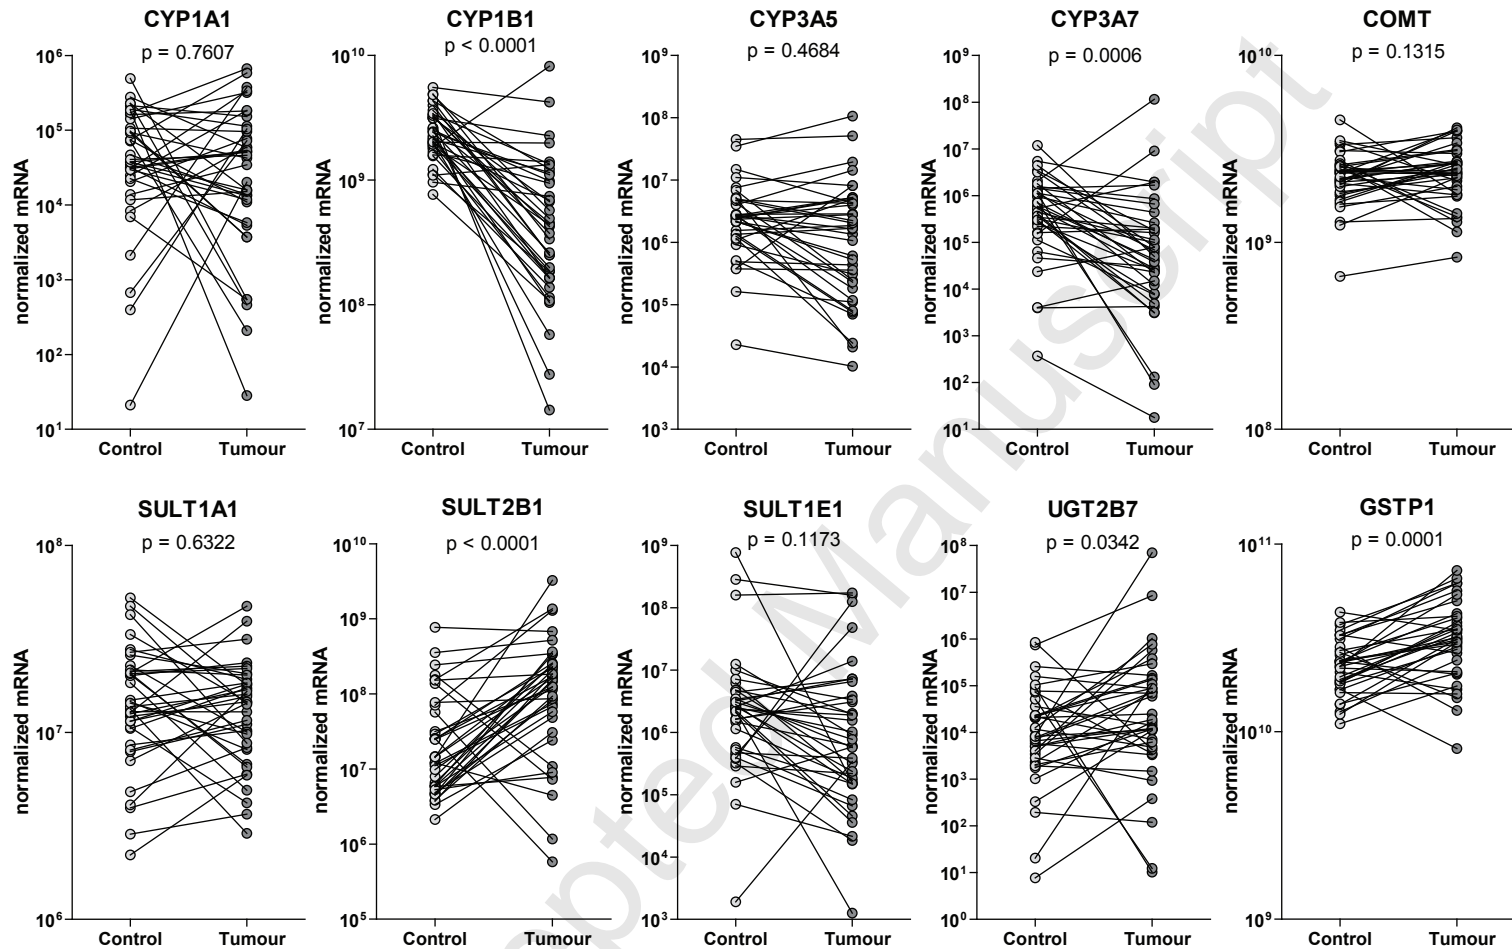 CYP1A1
p = 0.7607
normalized mRNA
10⁶
10⁵
10⁴
10³
10²
10¹
Control Tumour
CYP1B1
p < 0.0001
normalized mRNA
10¹⁰
10⁹
10⁸
10⁷
Control Tumour
CYP3A5
p = 0.4684
normalized mRNA
10⁹
10⁸
10⁷
10⁶
10⁵
10⁴
10³
Control Tumour
CYP3A7
p = 0.0006
normalized mRNA
10⁹
10⁸
10⁷
10⁶
10⁵
10⁴
10³
10²
10¹
Control Tumour
COMT
p = 0.1315
normalized mRNA
10¹⁰
10⁹
10⁸
Control Tumour
SULT1A1
p = 0.6322
normalized mRNA
10⁸
10⁷
10⁶
Control Tumour
SULT2B1
p < 0.0001
normalized mRNA
10¹⁰
10⁹
10⁸
10⁷
10⁶
10⁵
Control Tumour
SULT1E1
p = 0.1173
normalized mRNA
10⁹
10⁸
10⁷
10⁶
10⁵
10⁴
10³
Control Tumour
UGT2B7
p = 0.0342
normalized mRNA
10⁸
10⁷
10⁶
10⁵
10⁴
10³
10²
10¹
10⁰
Control Tumour
GSTP1
p = 0.0001
normalized mRNA
10¹¹
10¹⁰
10⁹
Control Tumour
pted Manuscript